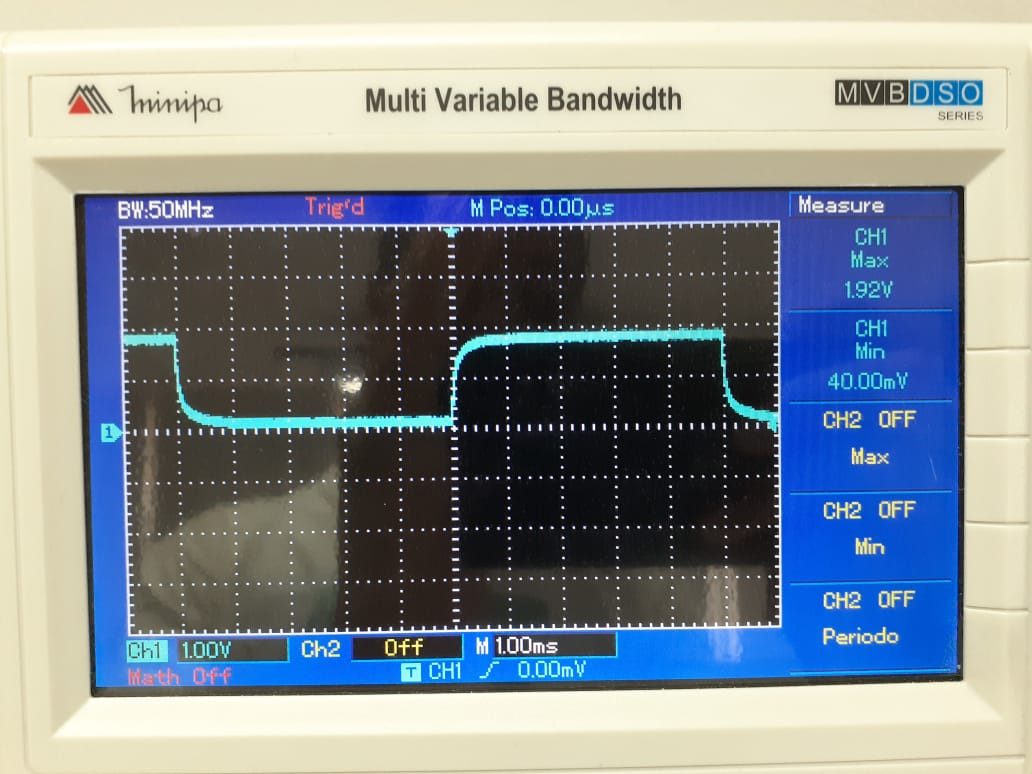 minipa
Multi Variable Bandwidth
MVBDSO
SERIES
BW:50MHz
Trig'd
M Pos: 0.00µs
Measure
CH1
Max
1.92V
CH1
Min
40.00mV
CH2 OFF
Max
CH2 OFF
Min
CH2 OFF
Periodo
1
Ch1 1.00V
Ch2 Off
M 1.00ms
Math Off
T CH1 0.00mV